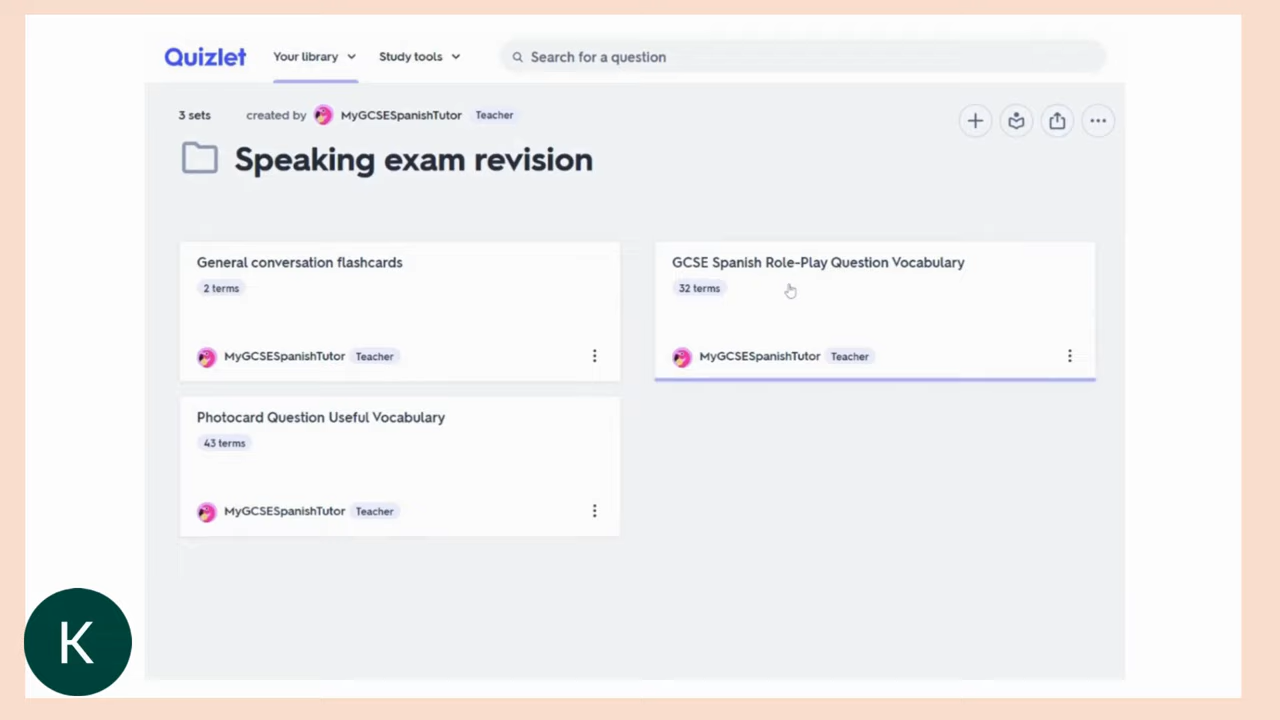 Quizlet
Your library
Study tools
Search for a question
3 sets
created by
MyGCSESpanishTutor
Teacher
Speaking exam revision
General conversation flashcards
2 terms
MyGCSESpanishTutor
Teacher
GCSE Spanish Role-Play Question Vocabulary
32 terms
MyGCSESpanishTutor
Teacher
Photocard Question Useful Vocabulary
43 terms
MyGCSESpanishTutor
Teacher
K